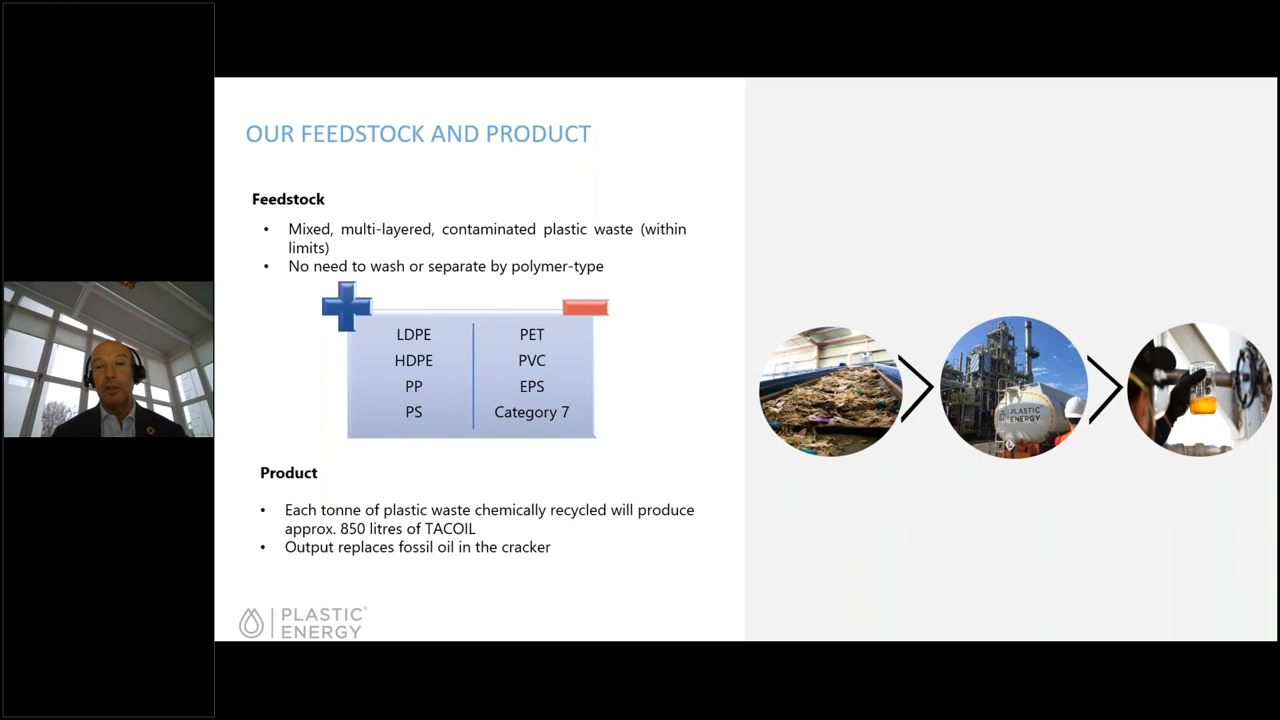 OUR FEEDSTOCK AND PRODUCT
Feedstock
• Mixed, multi-layered, contaminated plastic waste (within
limits)
• No need to wash or separate by polymer-type
LDPE PET
HDPE PVC
PP EPS
PS Category 7
Product
• Each tonne of plastic waste chemically recycled will produce
approx. 850 litres of TACOIL
• Output replaces fossil oil in the cracker
PLASTIC®
ENERGY
PLASTIC
ENERGY